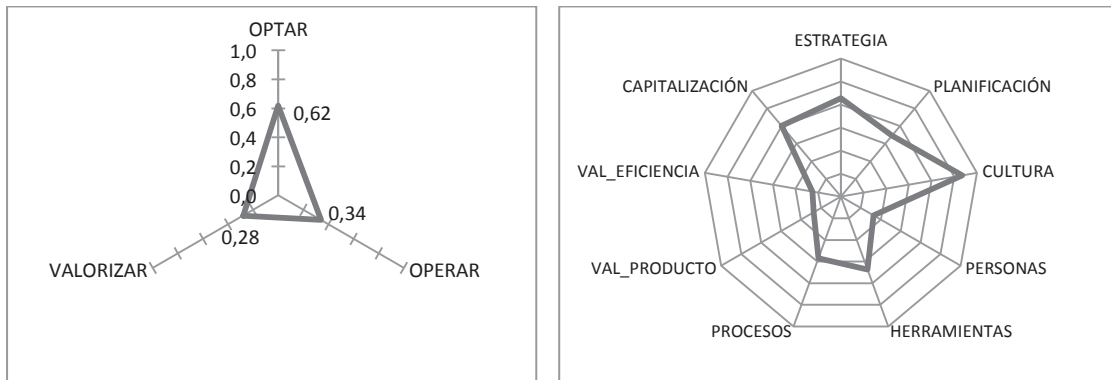 OPTAR
1,0
0,8
0,6
0,62
0,4
0,2
0,0
0,34
0,28
VALORIZAR
OPERAR
ESTRATEGIA
CAPITALIZACIÓN
PLANIFICACIÓN
VAL_EFICIENCIA
CULTURA
VAL_PRODUCTO
PERSONAS
PROCESOS
HERRAMIENTAS